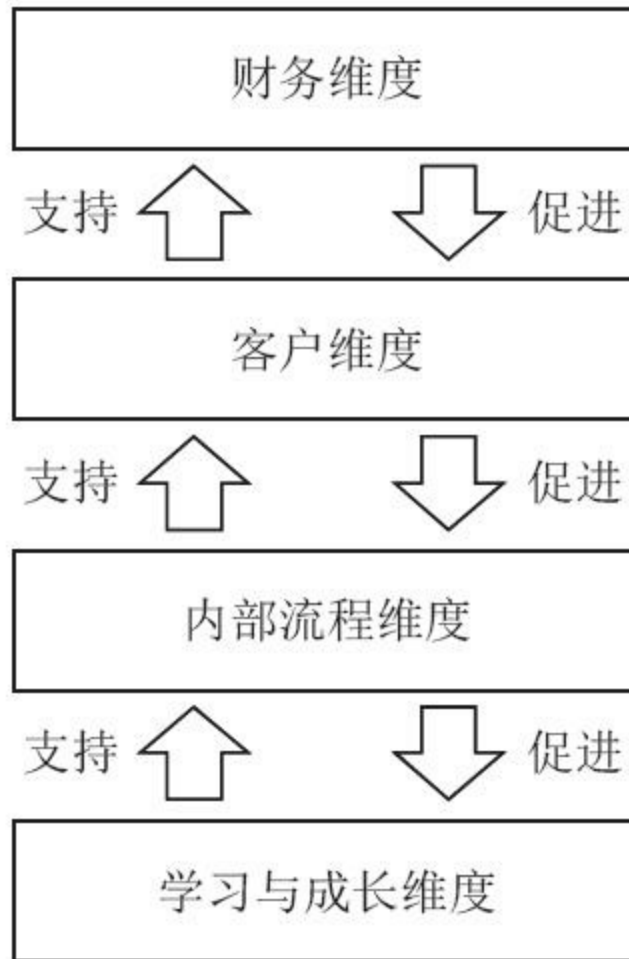 财务维度
支持 促进
客户维度
支持 促进
内部流程维度
支持 促进
学习与成长维度